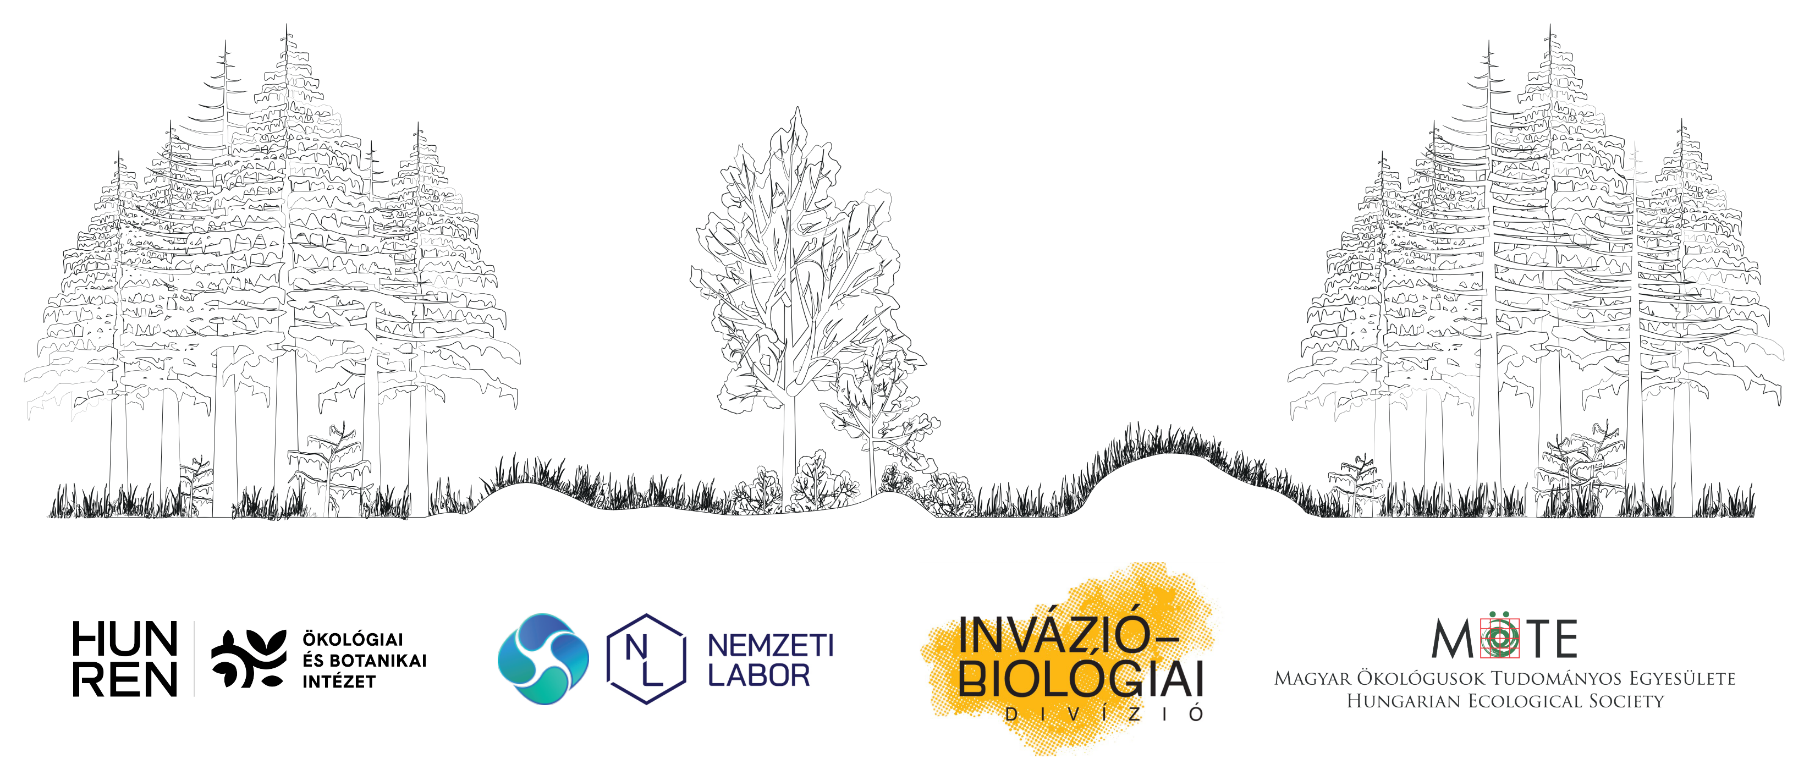 HUN
REN
ÖKOLÓGIAI
ÉS BOTANIKAI
INTÉZET
NL
NEMZETI
LABOR
INVÁZIÓ–
BIOLÓGIAI
DIVÍZIÓ
MÖTE
MAGYAR ÖKOLÓGUSOK TUDOMÁNYOS EGYESÜLETE
HUNGARIAN ECOLOGICAL SOCIETY